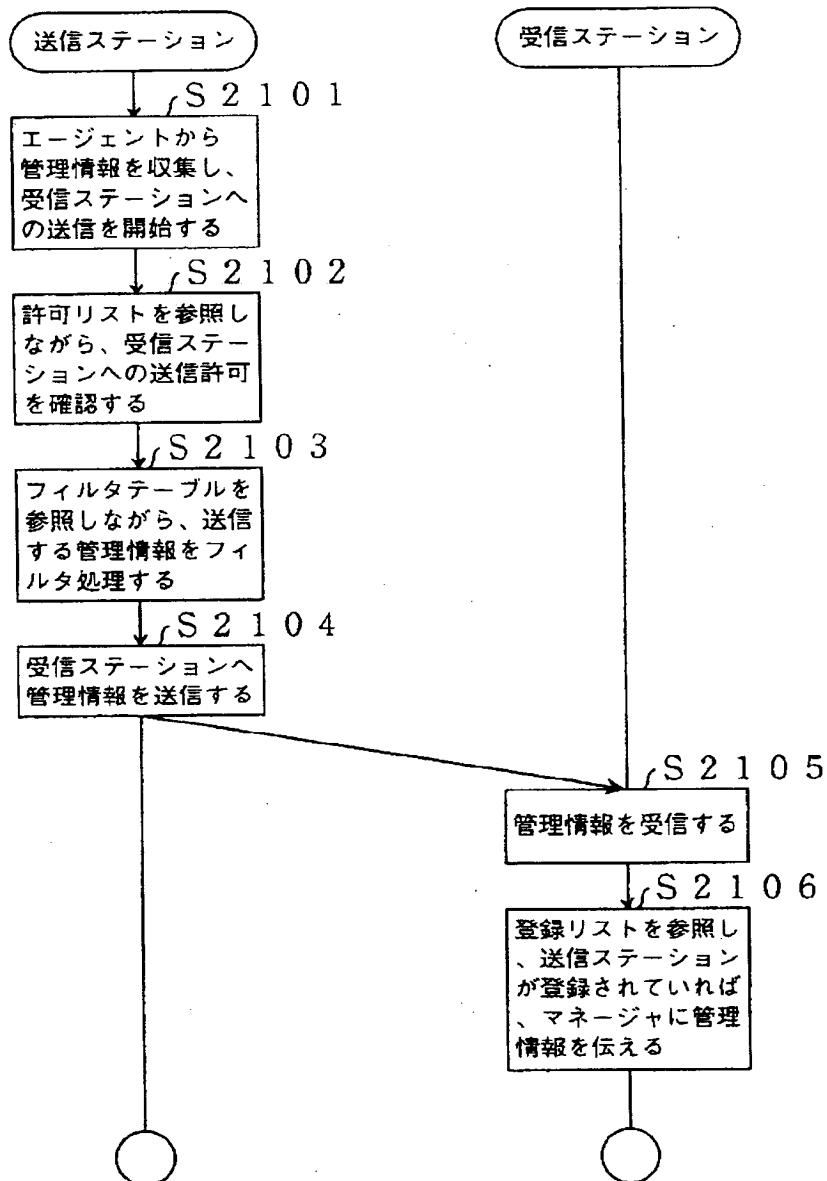 送信ステーション
受信ステーション
S2101
エージェントから
管理情報を収集し、
受信ステーションへ
の送信を開始する
S2102
許可リストを参照し
ながら、受信ステー
ションへの送信許可
を確認する
S2103
フィルタテーブルを
参照しながら、送信
する管理情報をフィ
ルタ処理する
S2104
受信ステーションへ
管理情報を送信する
S2105
管理情報を受信する
S2106
登録リストを参照し
、送信ステーション
が登録されていれば
、マネージャに管理
情報を伝える